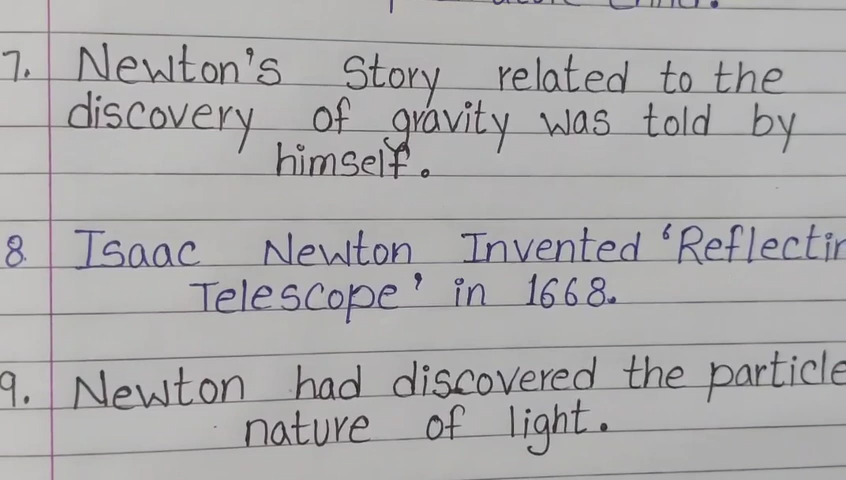 7. Newton's Story related to the
discovery of gravity was told by
himself.
8. Isaac Newton Invented 'Reflectin
Telescope' in 1668.
9. Newton had discovered the particle
nature of light.